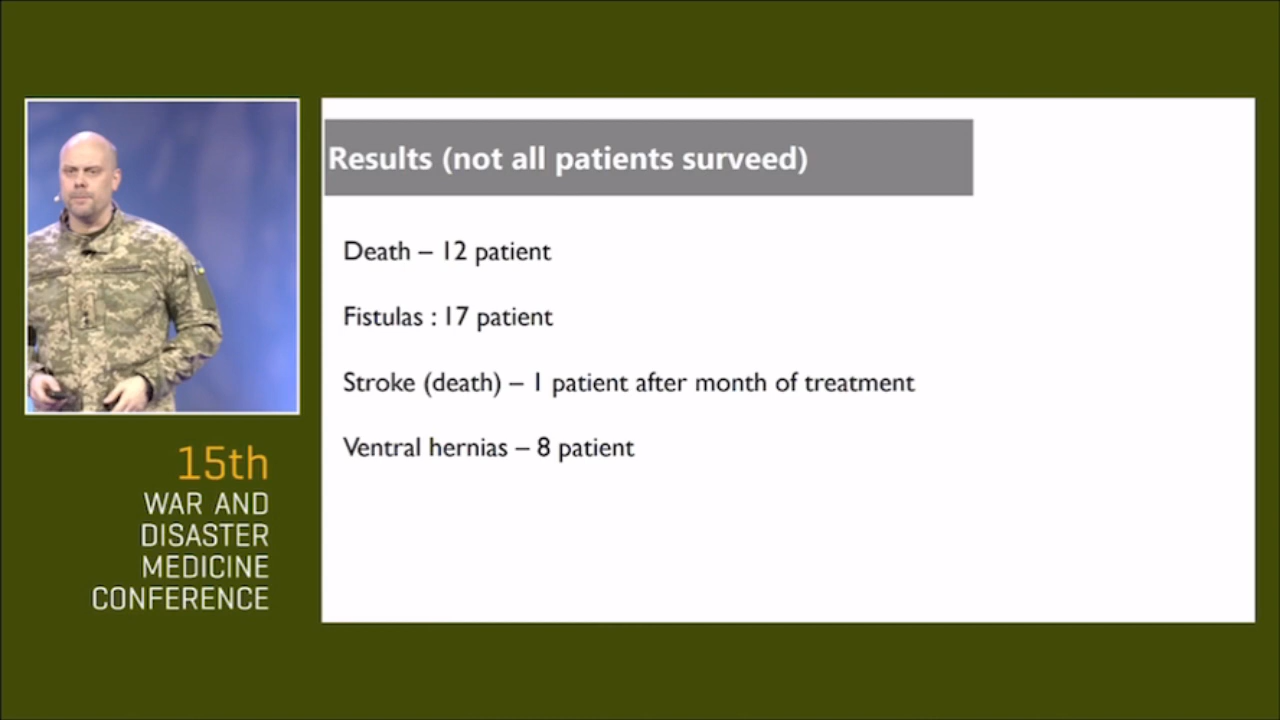 Results (not all patients surveed)
Death – 12 patient
Fistulas : 17 patient
Stroke (death) – 1 patient after month of treatment
Ventral hernias – 8 patient
15th
WAR AND
DISASTER
MEDICINE
CONFERENCE